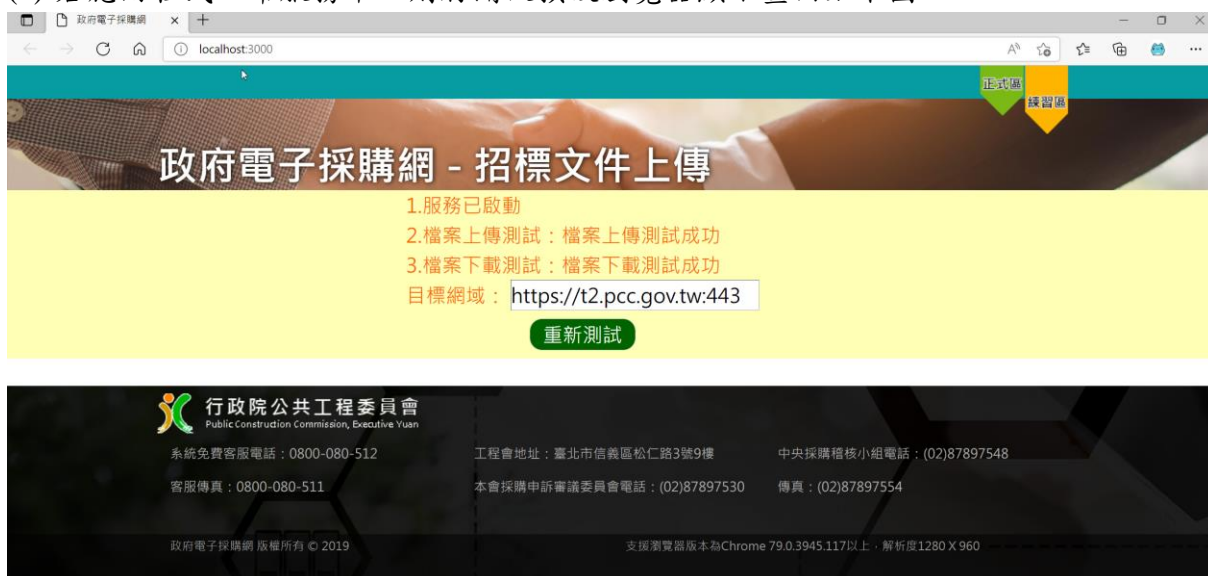 政府電子採購網
localhost:3000
正式區
練習區
政府電子採購網 - 招標文件上傳
1.服務已啟動
2.檔案上傳測試：檔案上傳測試成功
3.檔案下載測試：檔案下載測試成功
目標網域： https://t2.pcc.gov.tw:443
重新測試
行政院公共工程委員會
Public Construction Commission, Executive Yuan
系統免費客服電話：0800-080-512 工程會地址：臺北市信義區松仁路3號9樓 中央採購稽核小組電話：(02)87897548
客服傳真：0800-080-511 本會採購申訴審議委員會電話：(02)87897530 傳真：(02)87897554
政府電子採購網 版權所有 © 2019 支援瀏覽器版本為Chrome 79.0.3945.117以上，解析度1280 X 960